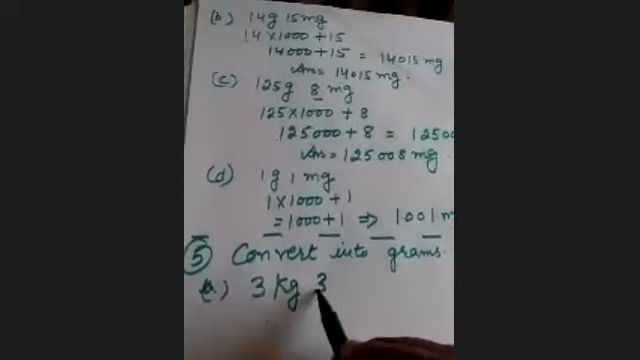 (b) 14g 15mg
14 × 1000 + 15
14000 + 15 = 14015 mg
Ans = 14015 mg.
(c) 125g 8 mg
125 × 1000 + 8
125000 + 8 = 12500
Ans = 125008 mg.
(d) 1g 1 mg
1 × 1000 + 1
= 1000 + 1 ⇒ 1001 m
⑤ Convert into grams.
(a) 3 kg 3